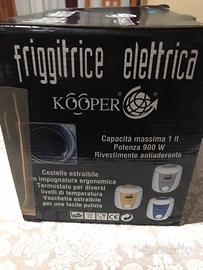 friggitrice elettrica
KOOPER
Capacità massima 1 lt
Potenza 900 W
Rivestimento antiaderente
Cestello estraibile
con impugnatura ergonomica
Termostato per diversi
livelli di temperatura
Vaschetta estraibile
per una facile pulizia